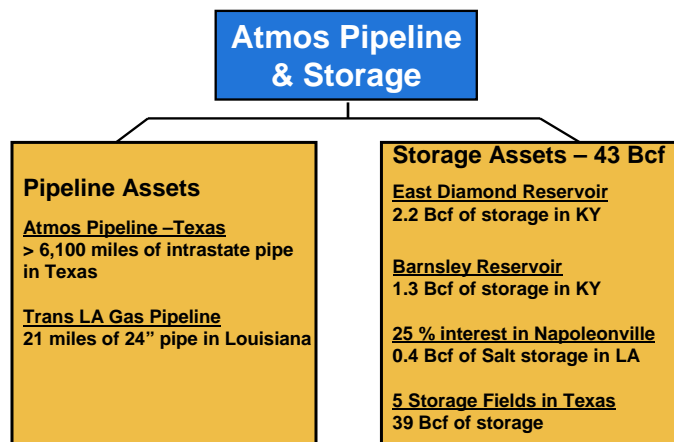 Atmos Pipeline
& Storage
Pipeline Assets
Atmos Pipeline –Texas
> 6,100 miles of intrastate pipe
in Texas
Trans LA Gas Pipeline
21 miles of 24” pipe in Louisiana
Storage Assets – 43 Bcf
East Diamond Reservoir
2.2 Bcf of storage in KY
Barnsley Reservoir
1.3 Bcf of storage in KY
25 % interest in Napoleonville
0.4 Bcf of Salt storage in LA
5 Storage Fields in Texas
39 Bcf of storage